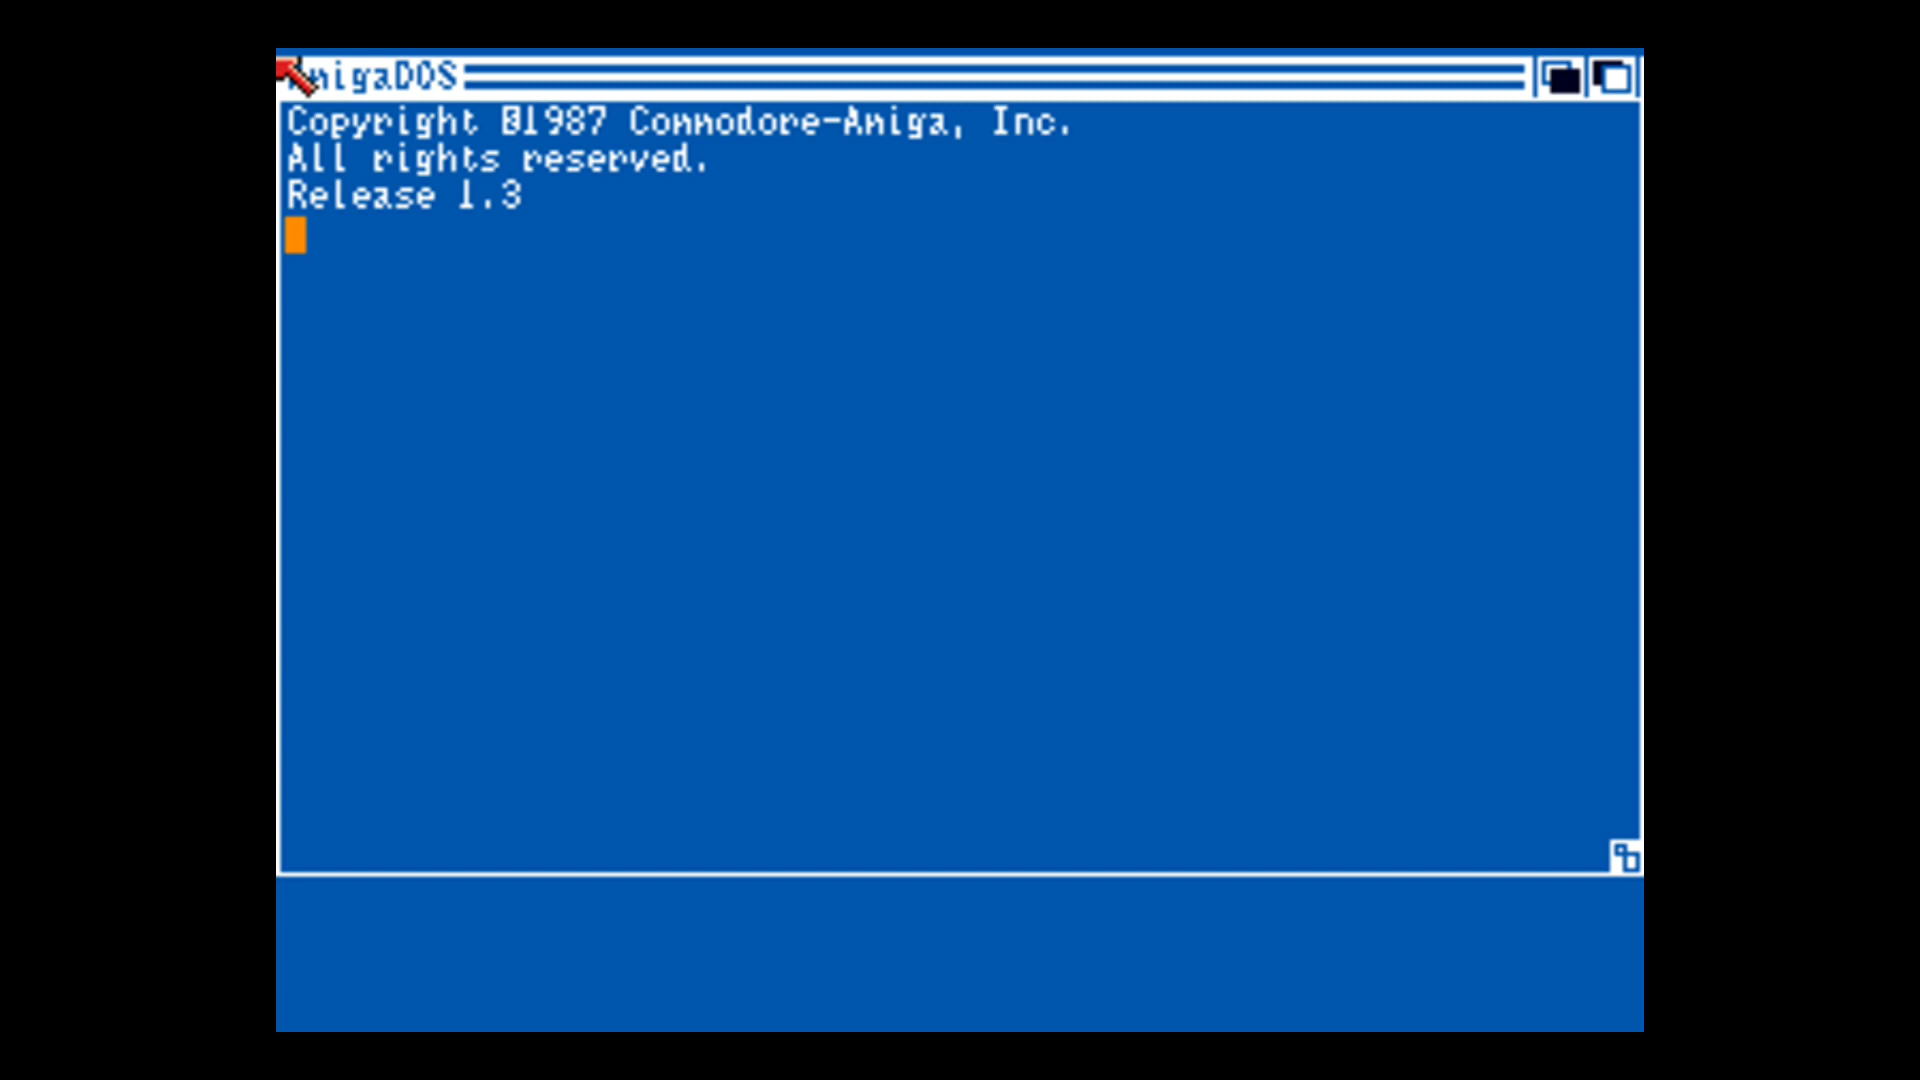 AmigaDOS
Copyright ©1987 Commodore-Amiga, Inc.
All rights reserved.
Release 1.3